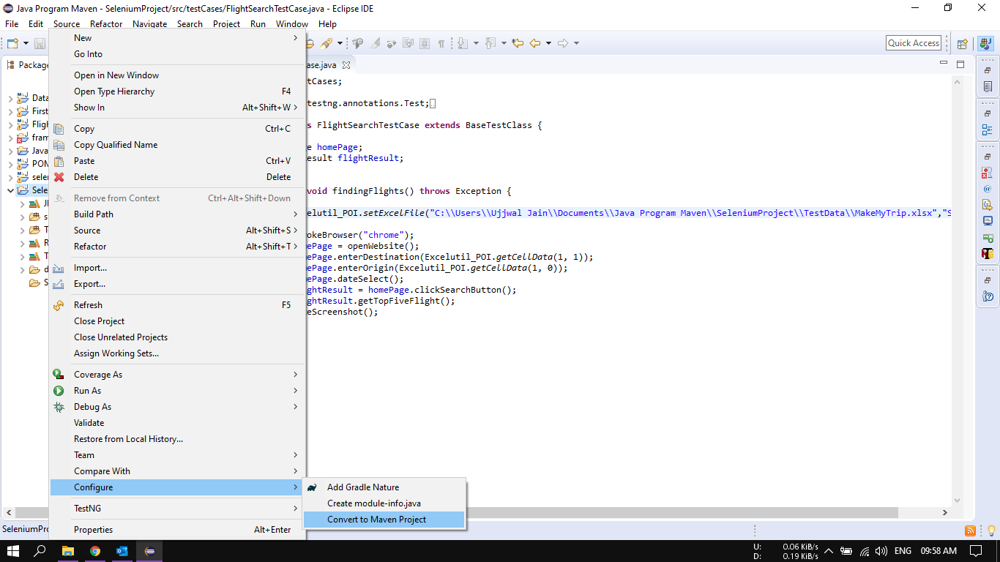 Java Program Maven - SeleniumProject/src/testCases/FlightSearchTestCase.java - Eclipse IDE
File Edit Source Refactor Navigate Search Project Run Window Help
Quick Access
Package
ase.java
Data
First
Fligh
fram
Java
PON
seler
Sele
New
Go Into
Open in New Window
Open Type Hierarchy F4
Show In Alt+Shift+W
Copy Ctrl+C
Copy Qualified Name
Paste Ctrl+V
Delete Delete
Remove from Context Ctrl+Alt+Shift+Down
Build Path
Source Alt+Shift+S
Refactor Alt+Shift+T
Import...
Export...
Refresh F5
Close Project
Close Unrelated Projects
Assign Working Sets...
Coverage As
Run As
Debug As
Validate
Restore from Local History...
Team
Compare With
Configure
TestNG
Properties Alt+Enter
Add Gradle Nature
Create module-info.java
Convert to Maven Project
tCases;
testng.annotations.Test;
s FlightSearchTestCase extends BaseTestClass {
e homePage;
esult flightResult;
void findingFlights() throws Exception {
elutil_POI.setExcelFile("C:\\Users\\Ujjwal Jain\\Documents\\Java Program Maven\\SeleniumProject\\TestData\\MakeMyTrip.xlsx","S
okeBrowser("chrome");
ePage = openWebsite();
ePage.enterDestination(Excelutil_POI.getCellData(1, 1));
ePage.enterOrigin(Excelutil_POI.getCellData(1, 0));
ePage.dateSelect();
ghtResult = homePage.clickSearchButton();
ghtResult.getTopFiveFlight();
eScreenshot();
SeleniumPro
U: 0.06 KiB/s
D: 0.19 KiB/s
ENG
09:58 AM